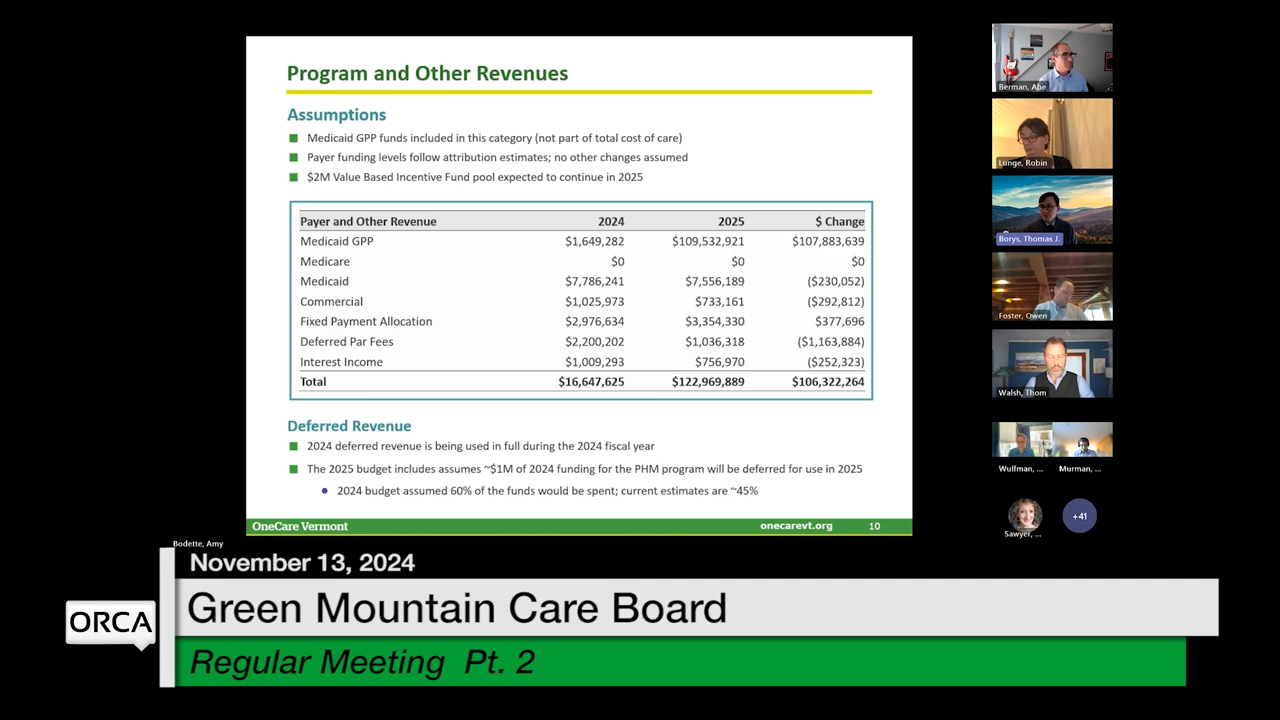 Program and Other Revenues
Assumptions
Medicaid GPP funds included in this category (not part of total cost of care)
Payer funding levels follow attribution estimates; no other changes assumed
$2M Value Based Incentive Fund pool expected to continue in 2025
Payer and Other Revenue 2024 2025 $ Change
Medicaid GPP $1,649,282 $109,532,921 $107,883,639
Medicare $0 $0 $0
Medicaid $7,786,241 $7,556,189 ($230,052)
Commercial $1,025,973 $733,161 ($292,812)
Fixed Payment Allocation $2,976,634 $3,354,330 $377,696
Deferred Par Fees $2,200,202 $1,036,318 ($1,163,884)
Interest Income $1,009,293 $756,970 ($252,323)
Total $16,647,625 $122,969,889 $106,322,264
Deferred Revenue
2024 deferred revenue is being used in full during the 2024 fiscal year
The 2025 budget includes assumes ~$1M of 2024 funding for the PHM program will be deferred for use in 2025
2024 budget assumed 60% of the funds would be spent; current estimates are ~45%
OneCare Vermont onecarevt.org 10
Berman, Abe
Lunge, Robin
Borys, Thomas J.
Foster, Owen
Walsh, Thom
Wulfman, ... Murman, ...
+41
Sawyer, ...
Bodette, Amy
November 13, 2024
ORCA
Green Mountain Care Board
Regular Meeting Pt. 2